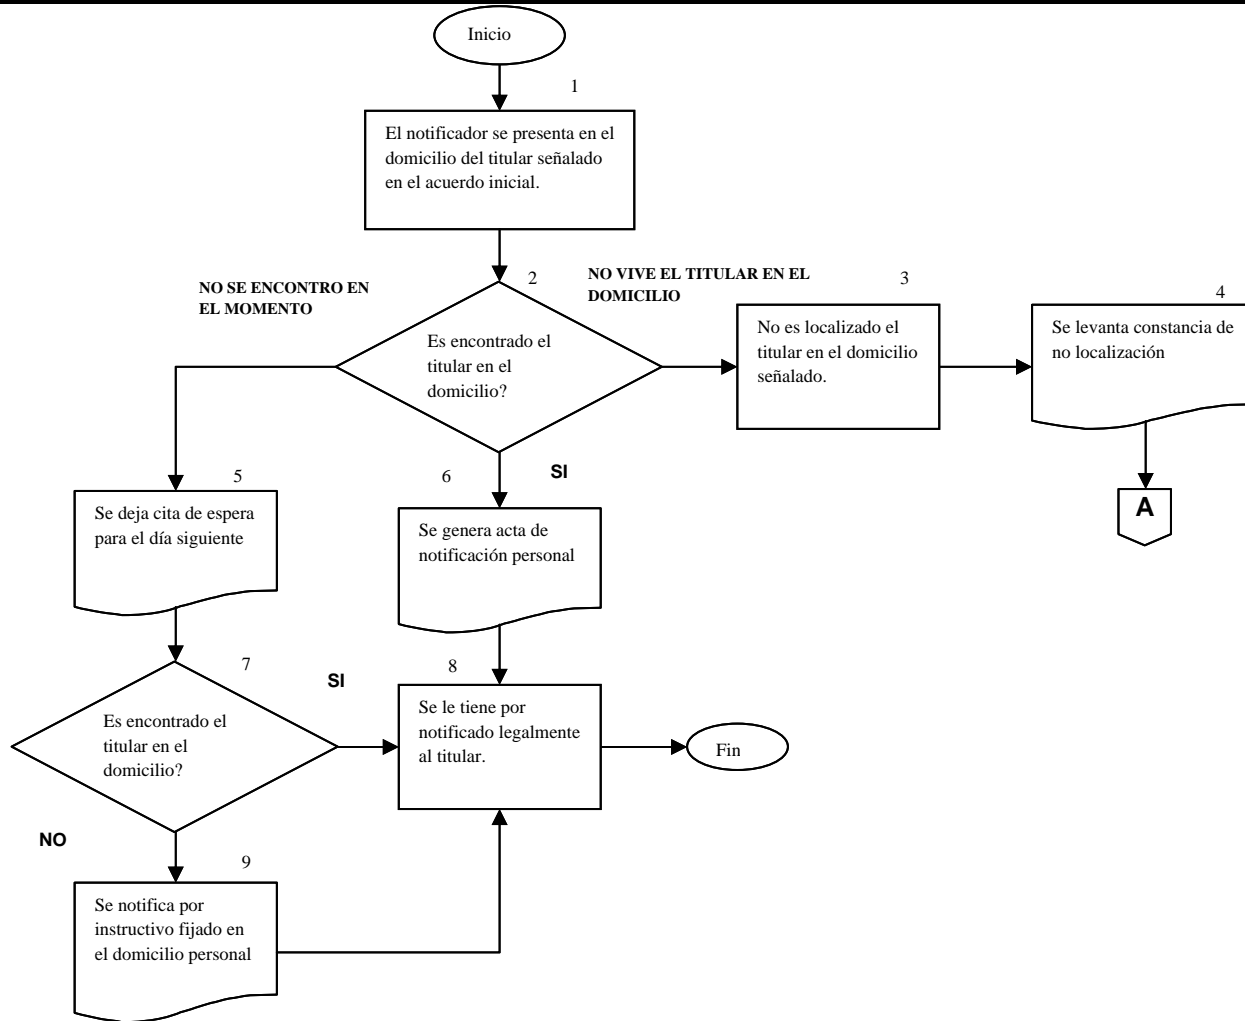 Inicio
1
El notificador se presenta en el
domicilio del titular señalado
en el acuerdo inicial.
NO SE ENCONTRO EN
EL MOMENTO
2
NO VIVE EL TITULAR EN EL
DOMICILIO
3
4
Es encontrado el
titular en el
domicilio?
No es localizado el
titular en el domicilio
señalado.
Se levanta constancia de
no localización
5
6
SI
A
Se deja cita de espera
para el día siguiente
Se genera acta de
notificación personal
7
SI
8
Es encontrado el
titular en el
domicilio?
Se le tiene por
notificado legalmente
al titular.
Fin
NO
9
Se notifica por
instructivo fijado en
el domicilio personal